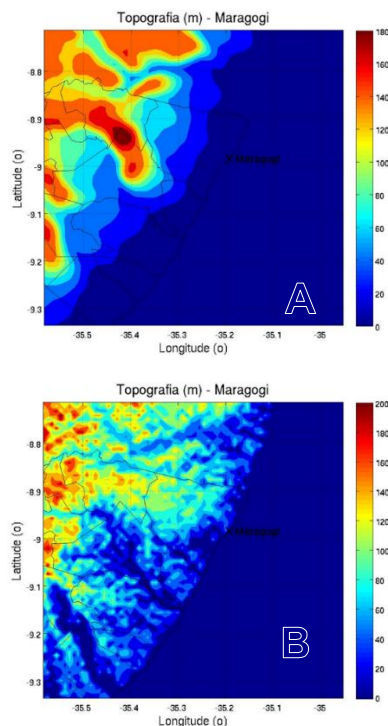 Topografia (m) - Maragogi
180
160
140
120
100
80
60
40
20
0
-8.8
-8.9
-9
-9.1
-9.2
-9.3
Latitude (o)
X Maragogi
A
-35.5 -35.4 -35.3 -35.2 -35.1 -35
Longitude (o)
Topografia (m) - Maragogi
200
180
160
140
120
100
80
60
40
20
0
-8.8
-8.9
-9
-9.1
-9.2
-9.3
Latitude (o)
X Maragogi
B
-35.5 -35.4 -35.3 -35.2 -35.1 -35
Longitude (o)